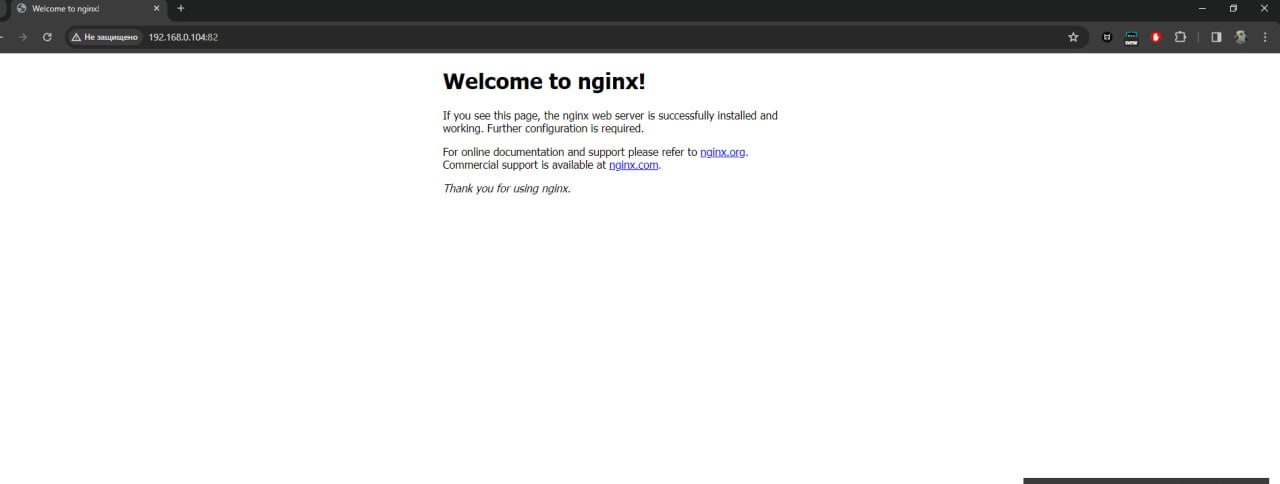 Welcome to nginx!
Не защищено 192.168.0.104:82
Welcome to nginx!
If you see this page, the nginx web server is successfully installed and
working. Further configuration is required.
For online documentation and support please refer to nginx.org.
Commercial support is available at nginx.com.
Thank you for using nginx.
new